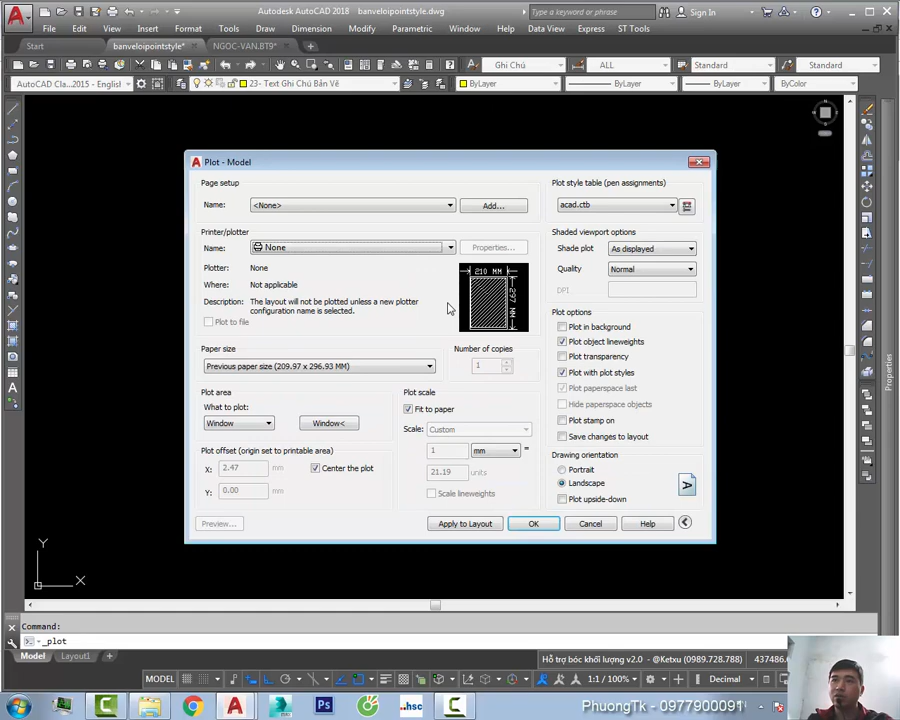 Autodesk AutoCAD 2018 banveloipointstyle.dwg
Type a keyword or phrase
Sign In
File Edit View Insert Format Tools Draw Dimension Modify Parametric Window Help Data View Express ST Tools
Start banveloipointstyle* NGOC-VAN.BT9*
Ghi Chú ALL Standard Standard
AutoCAD Cla...2015 - English 23- Text Ghi Chú Bản Vẽ ByLayer ByLayer ByLayer ByColor
Plot - Model
Page setup
Name: <None> Add...
Printer/plotter
Name: None Properties...
Plotter: None
Where: Not applicable
Description: The layout will not be plotted unless a new plotter
configuration name is selected.
Plot to file
210 MM
297 MM
Paper size
Previous paper size (209.97 x 296.93 MM)
Number of copies
1
Plot area
What to plot:
Window Window<
Plot offset (origin set to printable area)
X: 2.47 mm Center the plot
Y: 0.00 mm
Plot scale
Fit to paper
Scale: Custom
1 mm =
21.19 units
Scale lineweights
Plot style table (pen assignments)
acad.ctb
Shaded viewport options
Shade plot As displayed
Quality Normal
DPI
Plot options
Plot in background
Plot object lineweights
Plot transparency
Plot with plot styles
Plot paperspace last
Hide paperspace objects
Plot stamp on
Save changes to layout
Drawing orientation
Portrait
Landscape
Plot upside-down
A
Preview... Apply to Layout OK Cancel Help
Y
X
Properties
Command:
_plot
Model Layout1 +
Hỗ trợ bóc khối lượng v2.0 - @Ketxu (0989.728.788) 437486.
MODEL 1:1 / 100% Decimal
Ps .hsc
PhuongTk - 0977900091